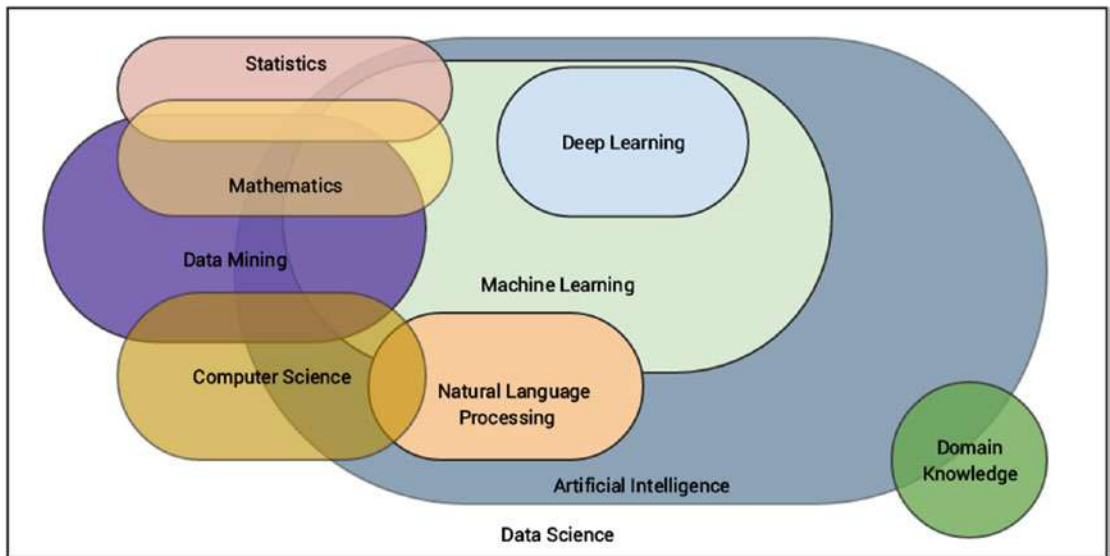 Statistics
Deep Learning
Mathematics
Data Mining
Machine Learning
Computer Science
Natural Language
Processing
Domain
Knowledge
Artificial Intelligence
Data Science